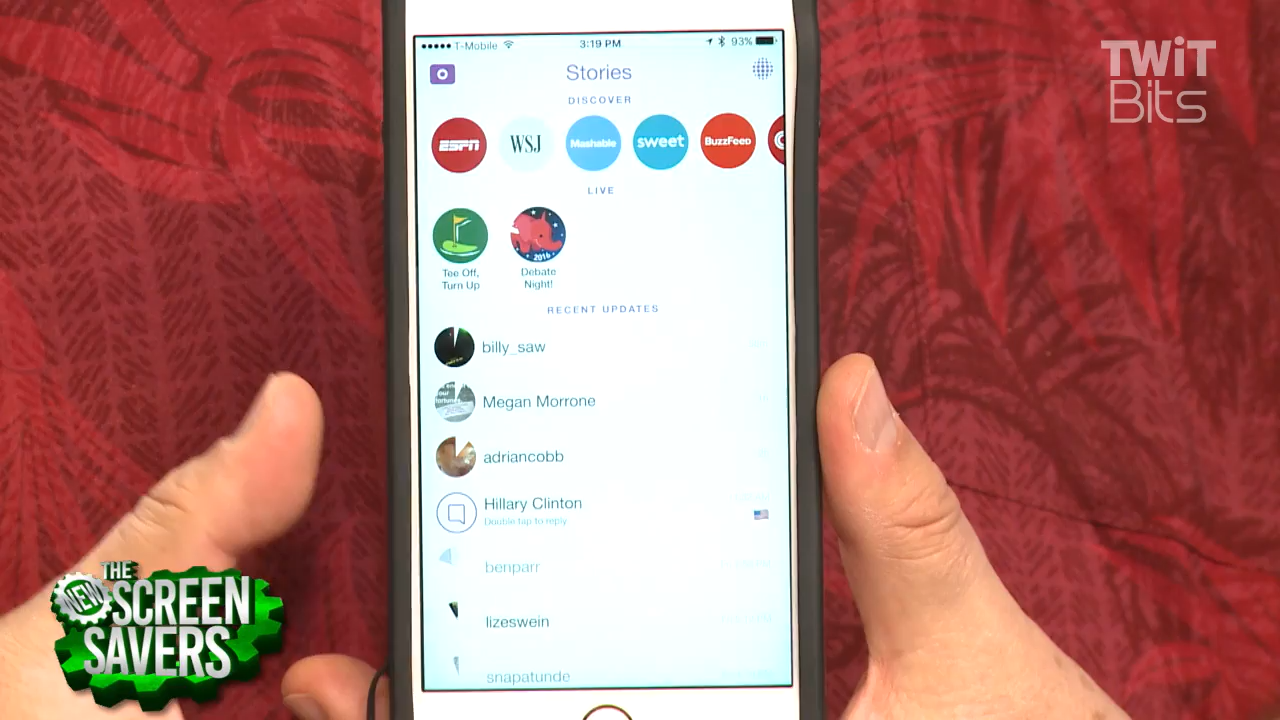 T-Mobile 3:19 PM 93%
Stories
DISCOVER
ESPN WSJ Mashable sweet BuzzFeed
LIVE
2016
Tee Off, Turn Up
Debate Night!
RECENT UPDATES
billy_saw
Megan Morrone
adriancobb
Hillary Clinton
Double tap to reply
benparr
lizeswein
snapatunde
TWiT
Bits
THE
NEW SCREEN
SAVERS